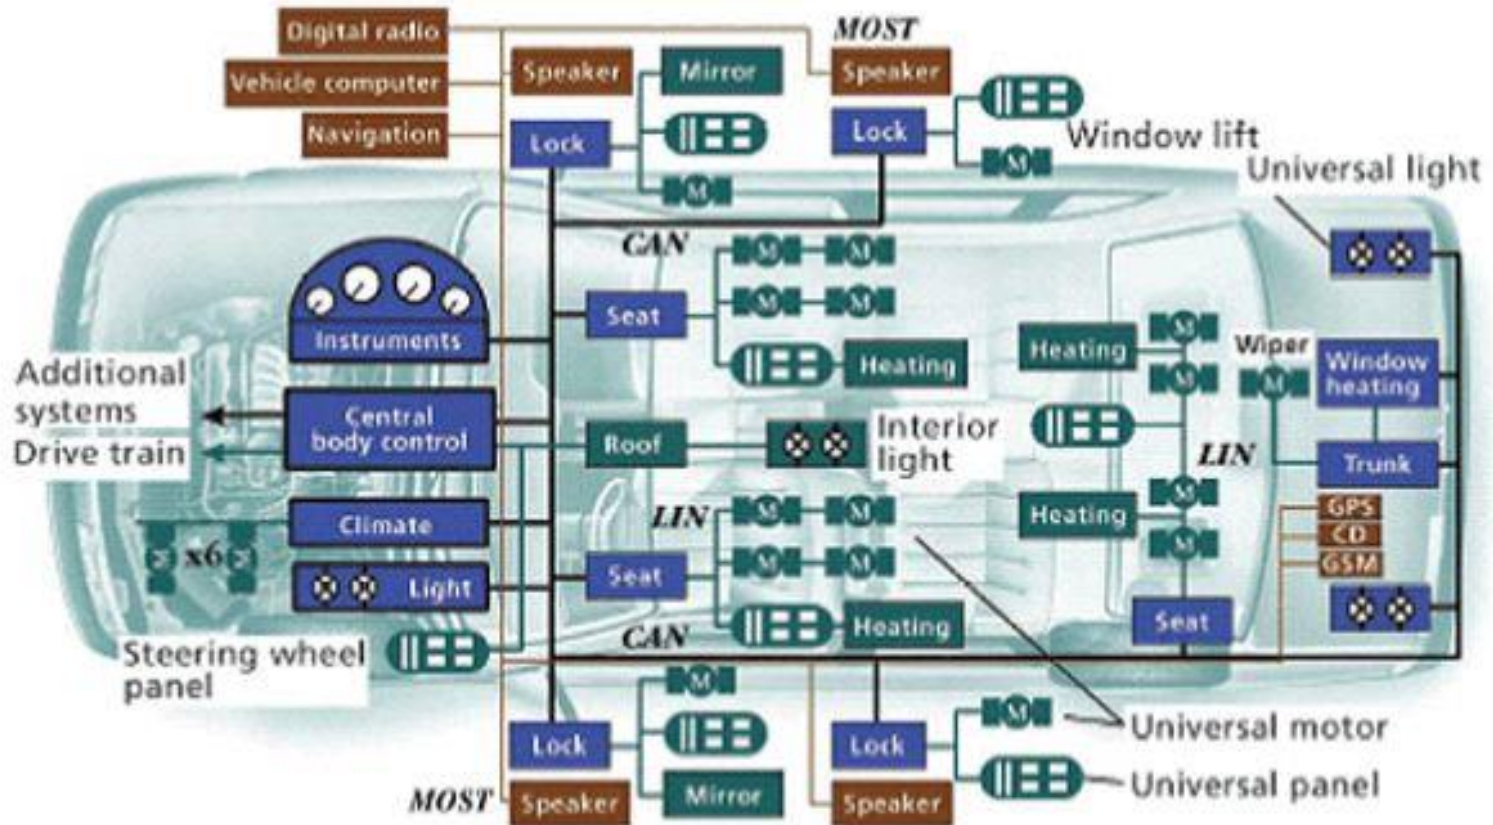 Digital radio
MOST
Vehicle computer
Speaker
Mirror
Speaker
Navigation
Lock
Lock
Window lift
M
M
Universal light
CAN
M
M
M
M
Instruments
Seat
Heating
Heating
M
M
Wiper
M
Window
heating
Additional
systems
Central
body control
Drive train
Roof
Interior
light
LIN
Trunk
LIN
M
M
Climate
Heating
M
M
GPS
CD
GSM
x6
M
M
Light
Seat
M
M
Heating
CAN
Seat
Steering wheel
panel
M
Lock
Lock
M
Universal motor
Universal panel
MOST
Speaker
Mirror
Speaker